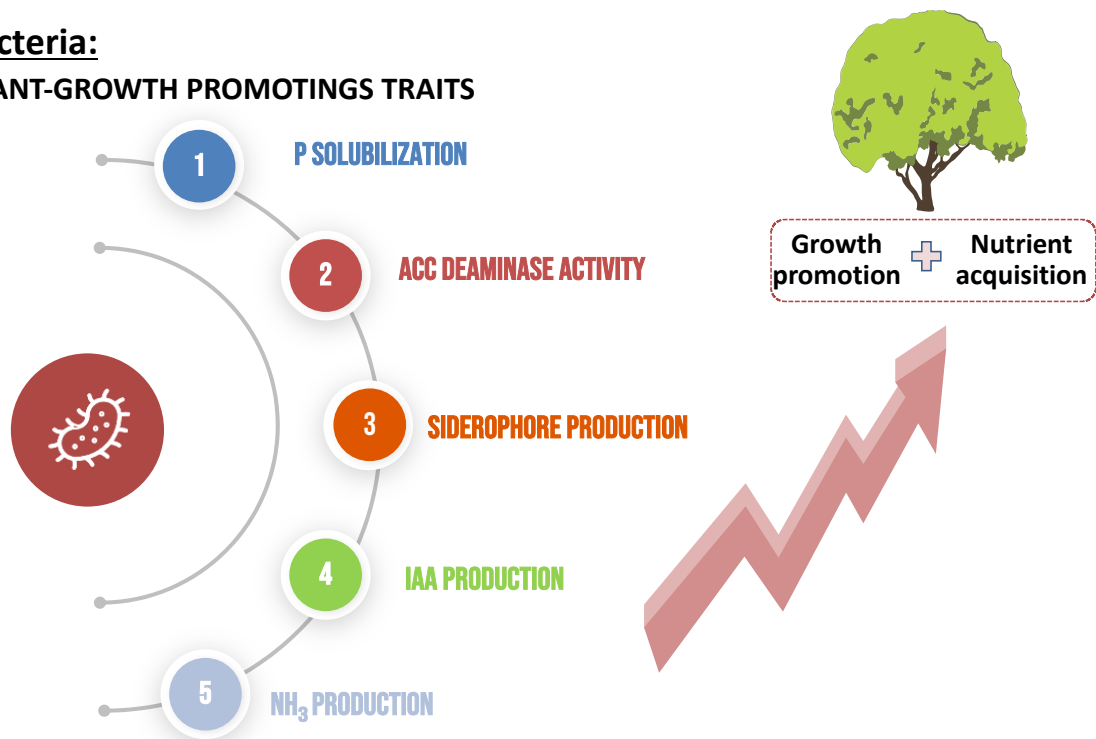 cteria:
ANT-GROWTH PROMOTINGS TRAITS
1
P SOLUBILIZATION
2
ACC DEAMINASE ACTIVITY
3
SIDEROPHORE PRODUCTION
4
IAA PRODUCTION
5
NH₃ PRODUCTION
Growth
promotion
Nutrient
acquisition